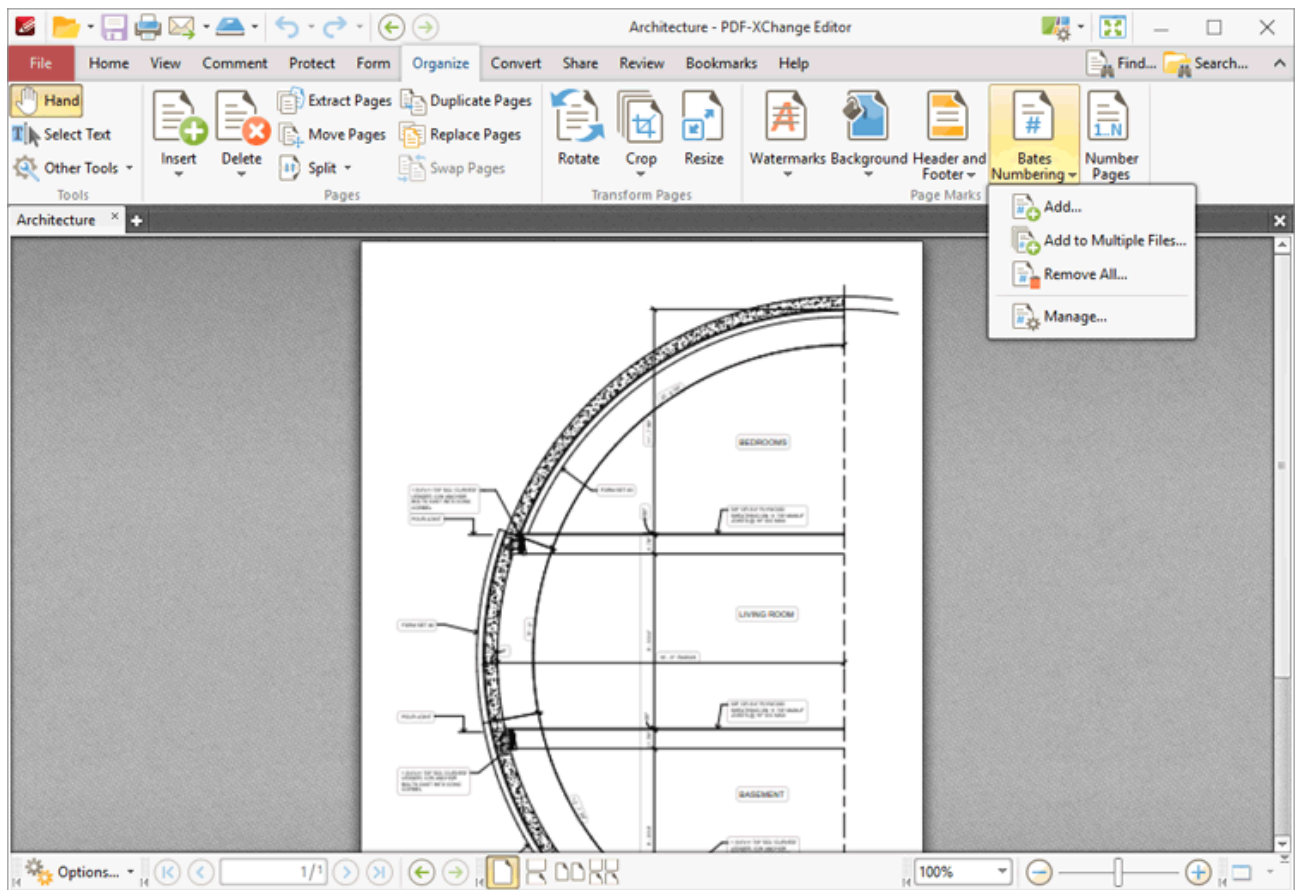 Architecture - PDF-XChange Editor
File Home View Comment Protect Form Organize Convert Share Review Bookmarks Help Find... Search...
Hand
Select Text
Other Tools
Tools
Insert
Delete
Extract Pages
Move Pages
Split
Duplicate Pages
Replace Pages
Swap Pages
Pages
Rotate
Crop
Resize
Transform Pages
Watermarks
Background
Header and
Footer
Bates
Numbering
#
Number
Pages
1..N
Page Marks
Add...
Add to Multiple Files...
Remove All...
Manage...
Architecture
BEDROOMS
LIVING ROOM
BASEMENT
Options...
1/1
100%